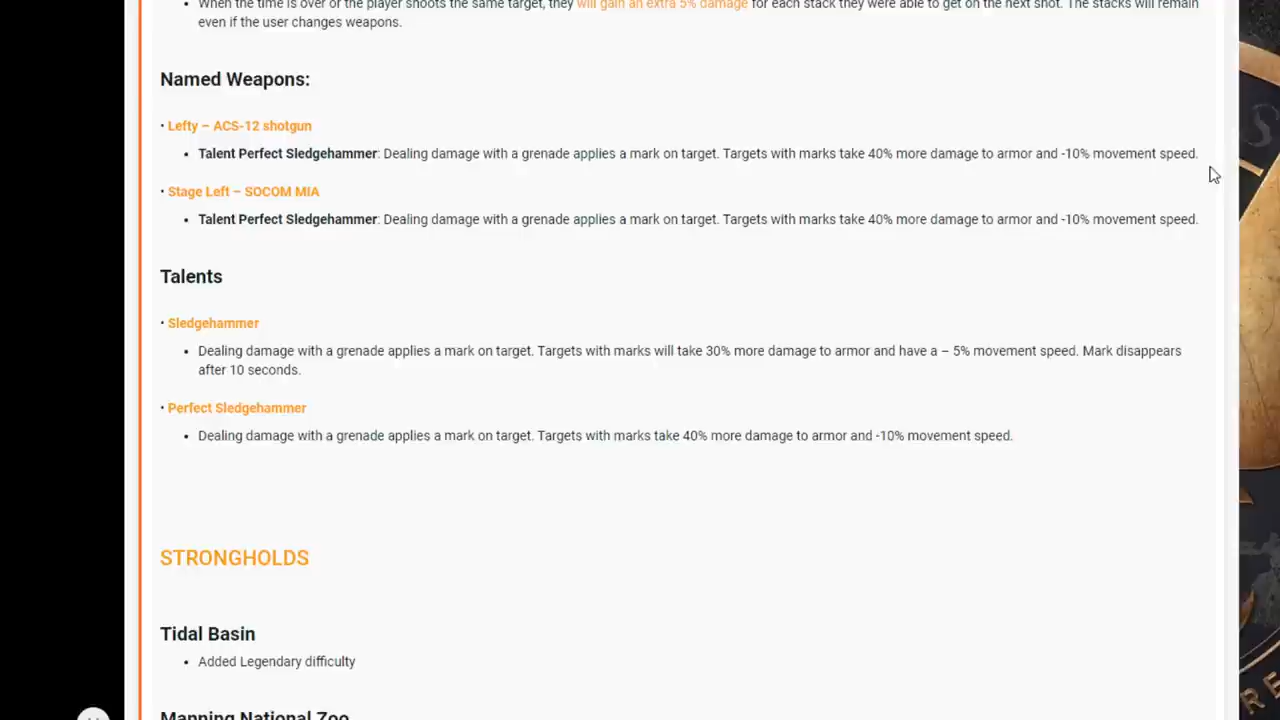 • When the time is over or the player shoots the same target, they will gain an extra 5% damage for each stack they were able to get on the next shot. The stacks will remain
even if the user changes weapons.
Named Weapons:
• Lefty – ACS-12 shotgun
• Talent Perfect Sledgehammer: Dealing damage with a grenade applies a mark on target. Targets with marks take 40% more damage to armor and -10% movement speed.
• Stage Left – SOCOM MIA
• Talent Perfect Sledgehammer: Dealing damage with a grenade applies a mark on target. Targets with marks take 40% more damage to armor and -10% movement speed.
Talents
• Sledgehammer
• Dealing damage with a grenade applies a mark on target. Targets with marks will take 30% more damage to armor and have a – 5% movement speed. Mark disappears
after 10 seconds.
• Perfect Sledgehammer
• Dealing damage with a grenade applies a mark on target. Targets with marks take 40% more damage to armor and -10% movement speed.
STRONGHOLDS
Tidal Basin
• Added Legendary difficulty
Manning National Zoo